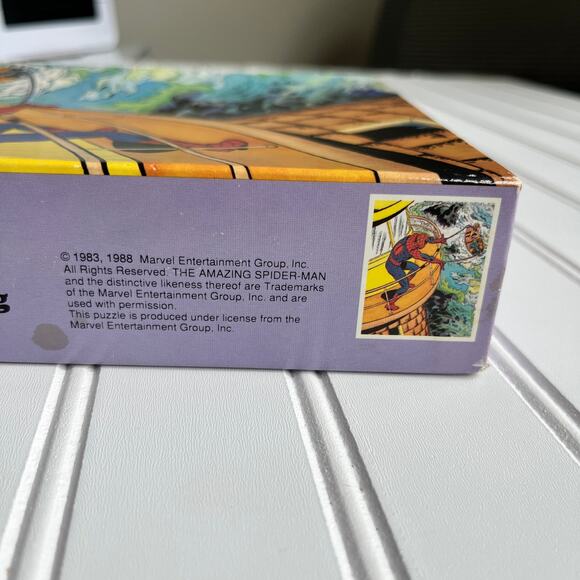 © 1983, 1988 Marvel Entertainment Group, Inc.
All Rights Reserved. THE AMAZING SPIDER-MAN
and the distinctive likeness thereof are Trademarks
of the Marvel Entertainment Group, Inc. and are
used with permission.
This puzzle is produced under license from the
Marvel Entertainment Group, Inc.